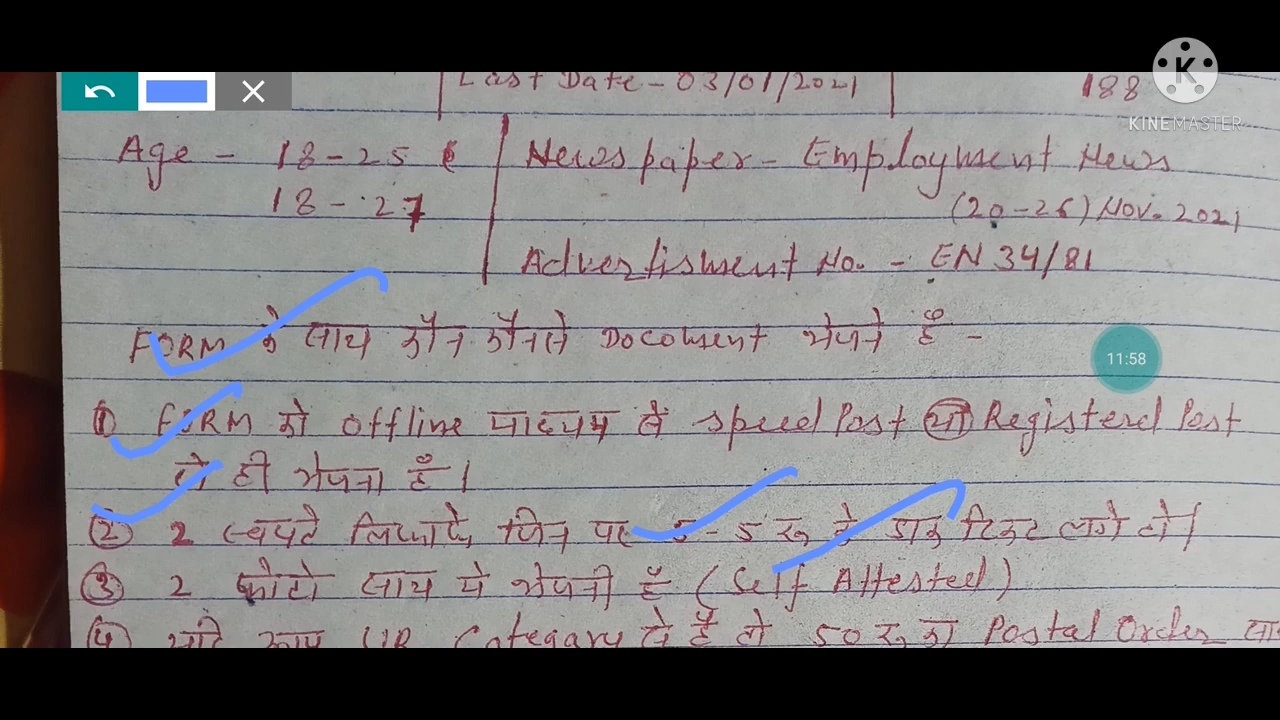 Last Date - 03/01/2021
188
KINEMASTER
Age - 18-25
18-27
Newspaper - Employment News
(20-26) Nov. 2021
Advertisment No. - EN 34/81
FORM के साथ कौन कौनसे Document भेजने हैं -
11:58
① FORM को offline माध्यम से speed Post या Registered Post
से ही भेजना है।
② 2 लिफाफे, जिन पर 5-5 रू के डाक टिकट लगे हो।
③ 2 फोटो साथ मे भेजनी है (Self Attested)
④ यदि आप UR Category से हैं तो 50 रू का Postal Order